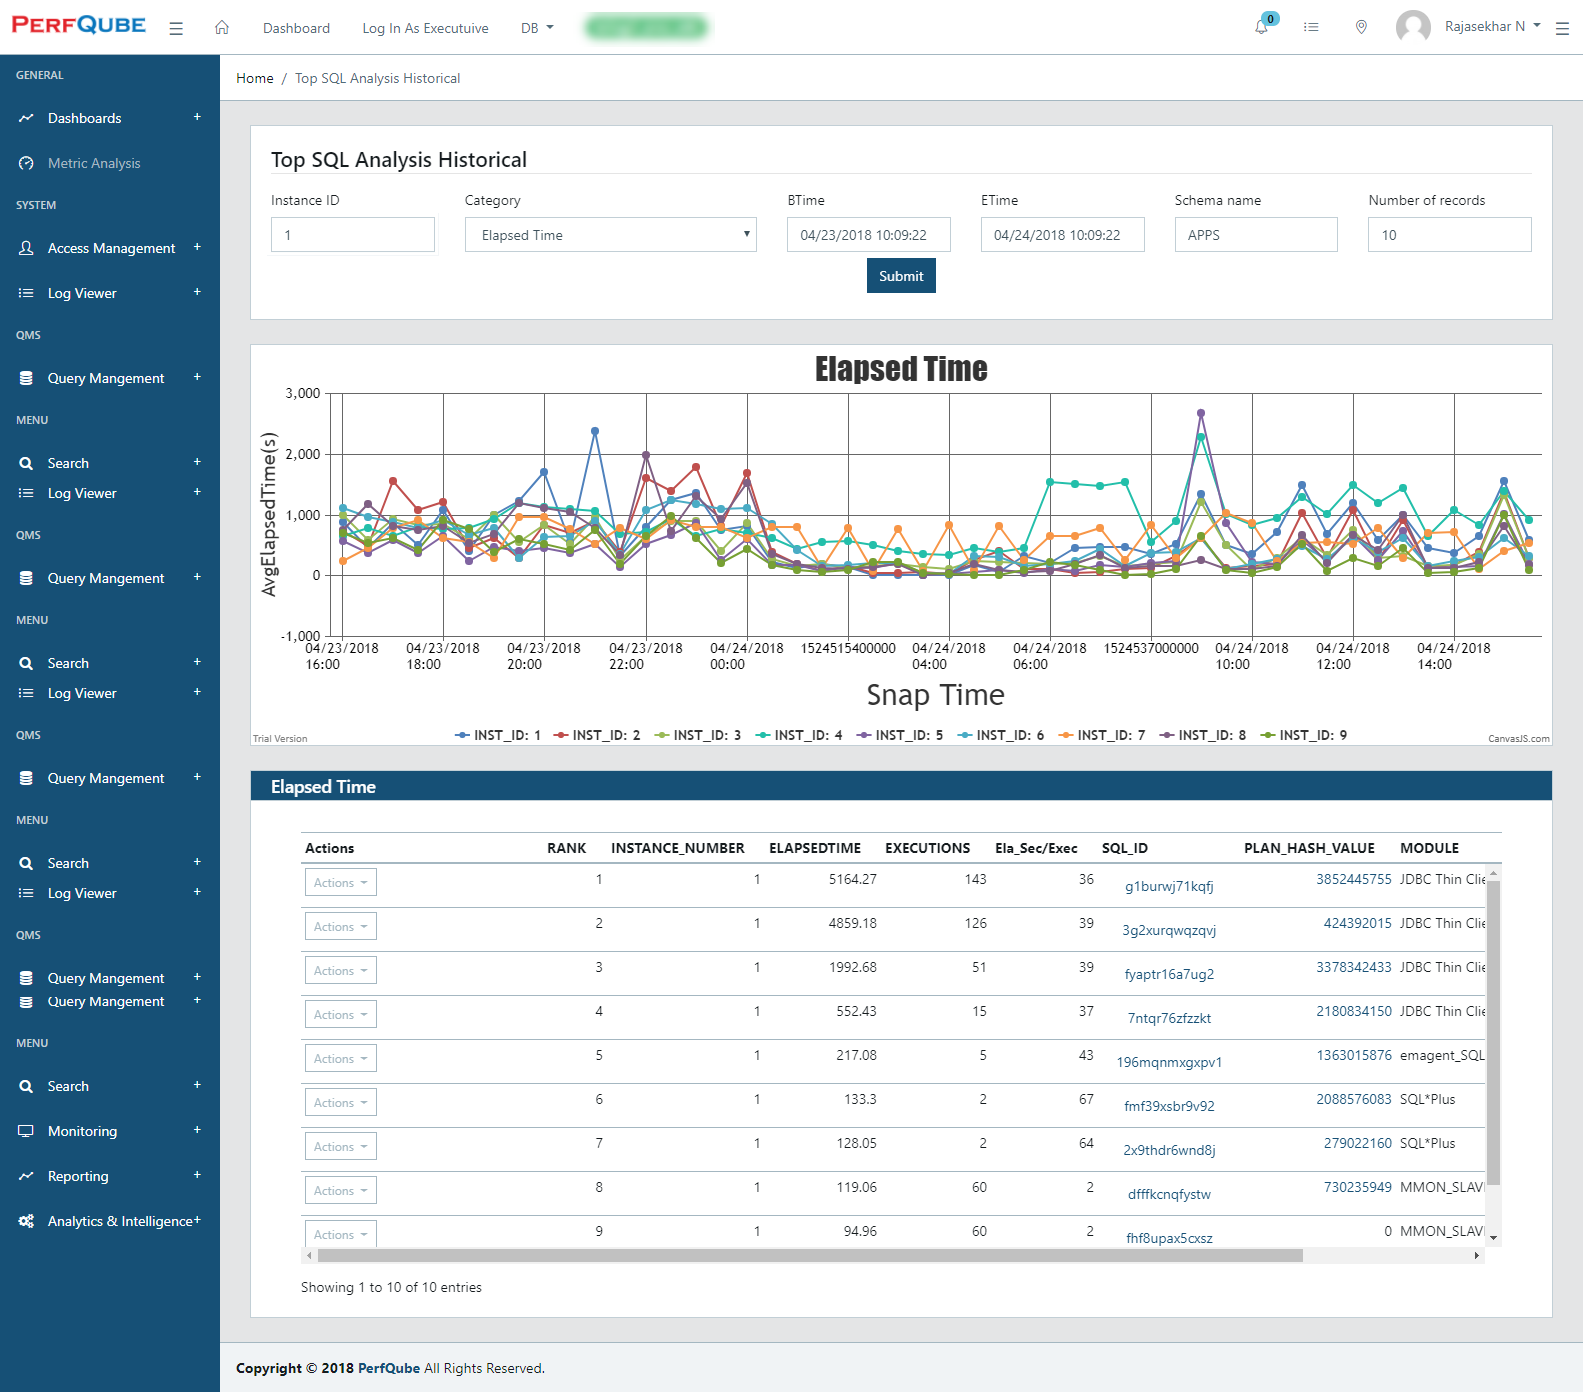 PERFQUBE
Dashboard
Log In As Executuive
DB
0
Rajasekhar N
GENERAL
Dashboards +
Metric Analysis
SYSTEM
Access Management +
Log Viewer +
QMS
Query Mangement +
MENU
Search +
Log Viewer +
QMS
Query Mangement +
MENU
Search +
Log Viewer +
QMS
Query Mangement +
MENU
Search +
Log Viewer +
QMS
Query Mangement +
Query Mangement +
MENU
Search +
Monitoring +
Reporting +
Analytics & Intelligence +
Home / Top SQL Analysis Historical
Top SQL Analysis Historical
Instance ID Category BTime ETime Schema name Number of records
1 Elapsed Time 04/23/2018 10:09:22 04/24/2018 10:09:22 APPS 10
Submit
Elapsed Time
AvgElapsedTime(s)
3,000
2,000
1,000
0
-1,000
04/23/2018 16:00
04/23/2018 18:00
04/23/2018 20:00
04/23/2018 22:00
04/24/2018 00:00
1524515400000
04/24/2018 04:00
04/24/2018 06:00
1524537000000
04/24/2018 10:00
04/24/2018 12:00
04/24/2018 14:00
Snap Time
INST_ID: 1 INST_ID: 2 INST_ID: 3 INST_ID: 4 INST_ID: 5 INST_ID: 6 INST_ID: 7 INST_ID: 8 INST_ID: 9
Trial Version
CanvasJS.com
Elapsed Time
Actions RANK INSTANCE_NUMBER ELAPSEDTIME EXECUTIONS Ela_Sec/Exec SQL_ID PLAN_HASH_VALUE MODULE
Actions 1 1 5164.27 143 36 g1burwj71kqfj 3852445755 JDBC Thin Clie
Actions 2 1 4859.18 126 39 3g2xurqwqzqvj 424392015 JDBC Thin Clie
Actions 3 1 1992.68 51 39 fyaptr16a7ug2 3378342433 JDBC Thin Clie
Actions 4 1 552.43 15 37 7ntqr76zfzzkt 2180834150 JDBC Thin Clie
Actions 5 1 217.08 5 43 196mqnmxgxpv1 1363015876 emagent_SQL
Actions 6 1 133.3 2 67 fmf39xsbr9v92 2088576083 SQL*Plus
Actions 7 1 128.05 2 64 2x9thdr6wnd8j 279022160 SQL*Plus
Actions 8 1 119.06 60 2 dfffkcnqfystw 730235949 MMON_SLAV
Actions 9 1 94.96 60 2 fhf8upax5cxsz 0 MMON_SLAV
Showing 1 to 10 of 10 entries
Copyright © 2018 PerfQube All Rights Reserved.